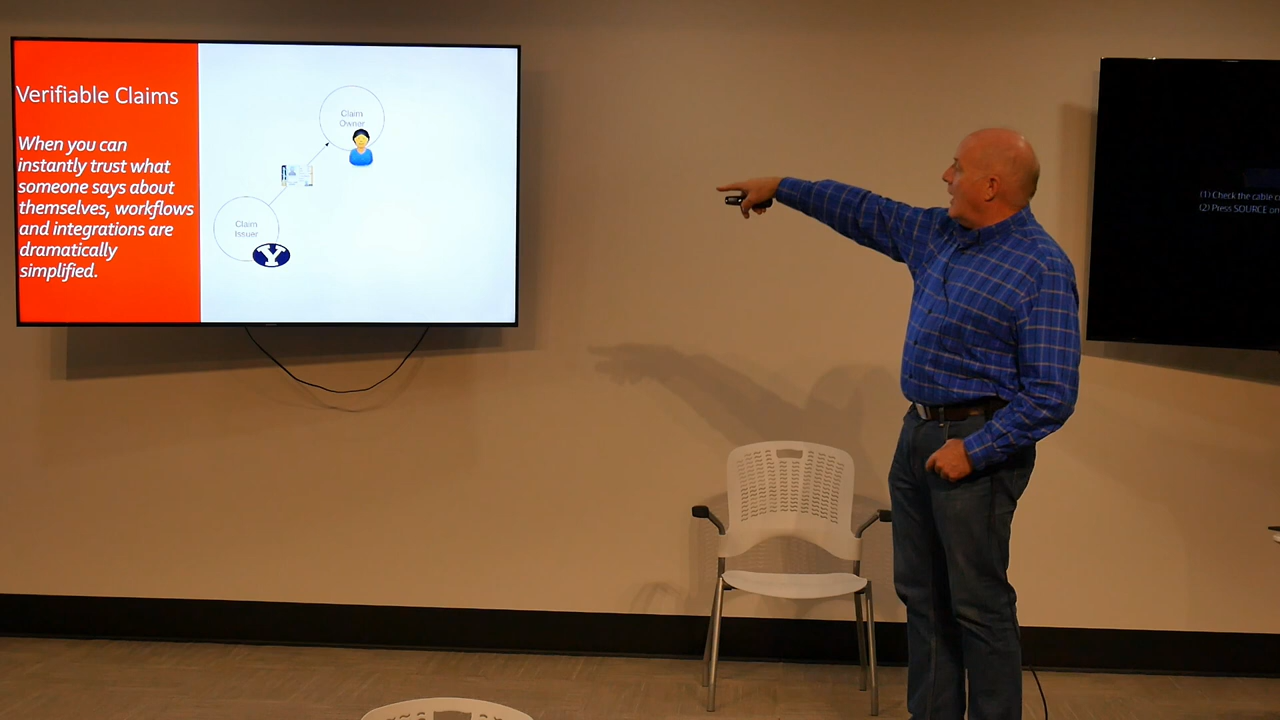 Verifiable Claims
When you can
instantly trust what
someone says about
themselves, workflows
and integrations are
dramatically
simplified.
Claim
Owner
Claim
Issuer
Y
(1) Check the cable
(2) Press SOURCE on